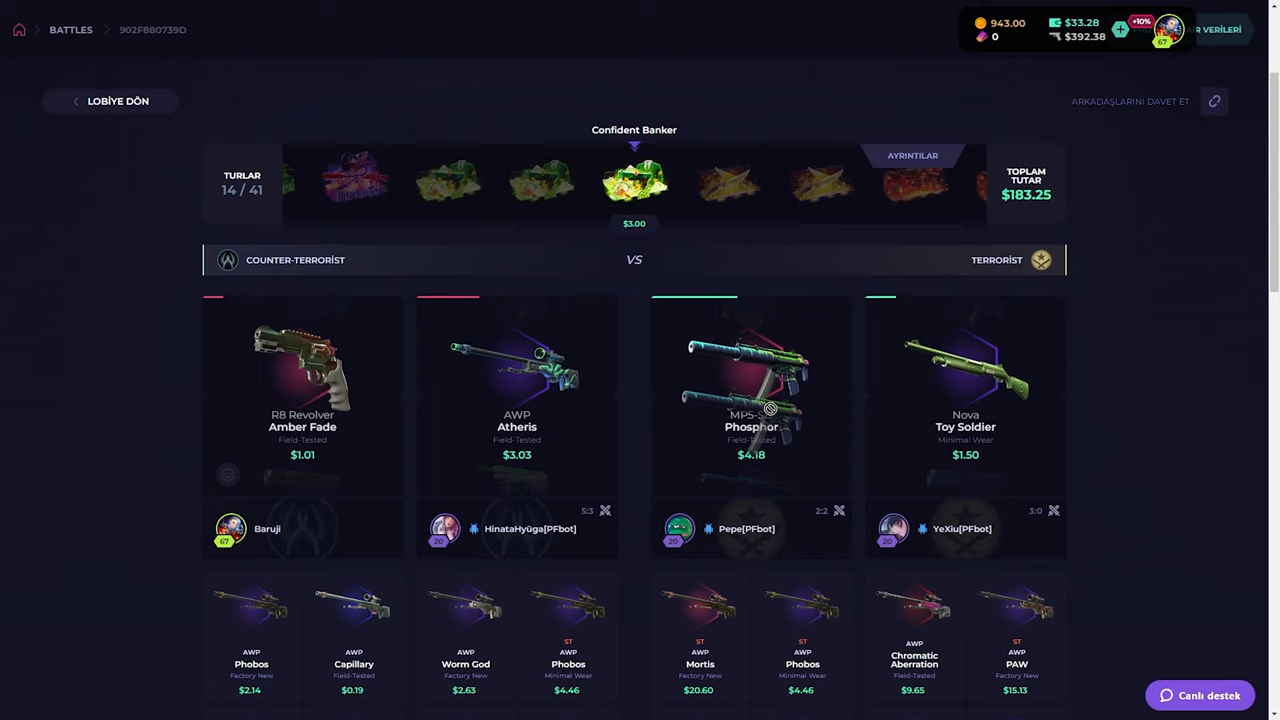 BATTLES
902F880739D
943.00
0
$33.28
$392.38
+10%
67
AİR VERİLERİ
LOBİYE DÖN
ARKADAŞLARINI DAVET ET
Confident Banker
TURLAR
14 / 41
AYRINTILAR
TOPLAM
TUTAR
$183.25
$3.00
COUNTER-TERRORIST
VS
TERRORİST
R8 Revolver
Amber Fade
Field-Tested
$1.01
AWP
Atheris
Field-Tested
$3.03
Phosphor
Field-Tested
$4.18
Nova
Toy Soldier
Minimal Wear
$1.50
Baruji
67
5:3
HinataHyūga[PFbot]
20
2:2
Pepe[PFbot]
20
3:0
YeXiu[PFbot]
20
AWP
Phobos
Factory New
$2.14
AWP
Capillary
Field-Tested
$0.19
AWP
Worm God
Factory New
$2.63
ST
AWP
Phobos
Minimal Wear
$4.46
ST
AWP
Mortis
Factory New
$20.60
ST
AWP
Phobos
Minimal Wear
$4.46
AWP
Chromatic
Aberration
Field-Tested
$9.65
ST
AWP
PAW
Factory New
$15.13
Canlı destek